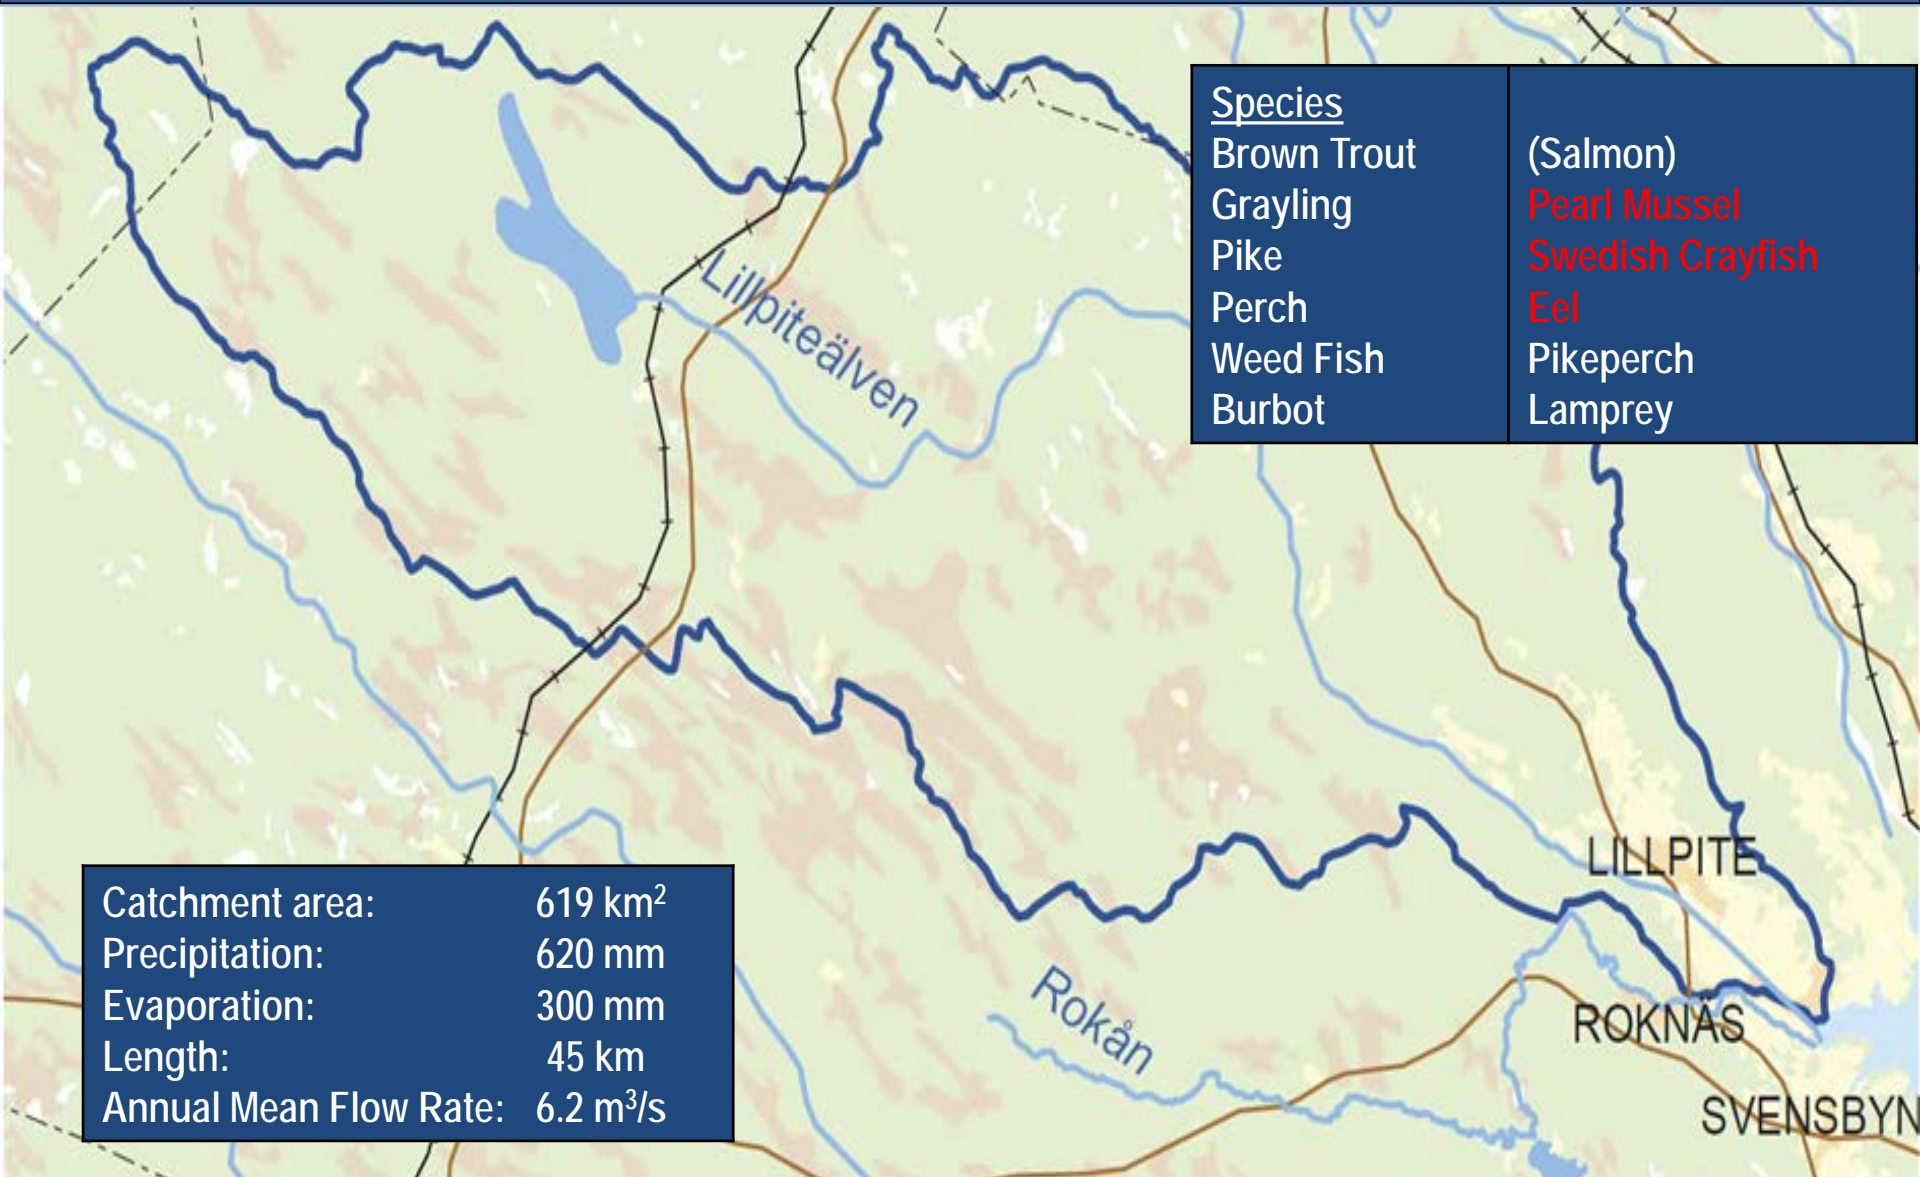 Species
Brown Trout (Salmon)
Grayling Pearl Mussel
Pike Swedish Crayfish
Perch Eel
Weed Fish Pikeperch
Burbot Lamprey
Lillpiteälven
LILLPITE
Catchment area: 619 km²
Precipitation: 620 mm
Evaporation: 300 mm
Length: 45 km
Annual Mean Flow Rate: 6.2 m³/s
Rokån
ROKNÄS
SVENSBYN